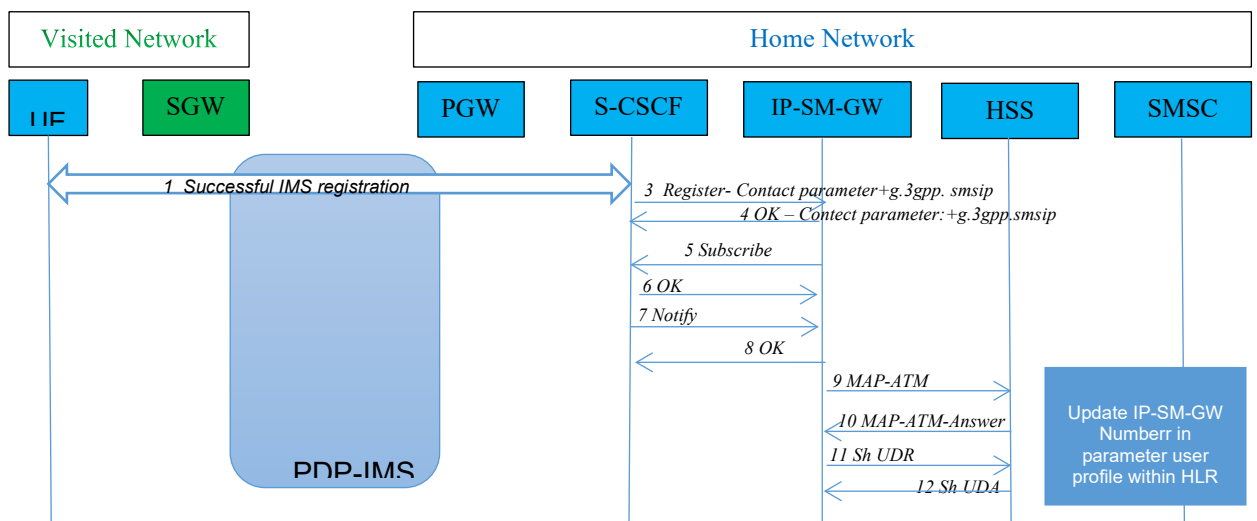 Visited Network
Home Network
UE
SGW
PGW
S-CSCF
IP-SM-GW
HSS
SMSC
1 Successful IMS registration
3 Register- Contact parameter+g.3gpp. smsip
4 OK – Contect parameter:+g.3gpp.smsip
5 Subscribe
6 OK
7 Notify
8 OK
9 MAP-ATM
10 MAP-ATM-Answer
11 Sh UDR
12 Sh UDA
Update IP-SM-GW
Numberr in
parameter user
profile within HLR
PDP-IMS